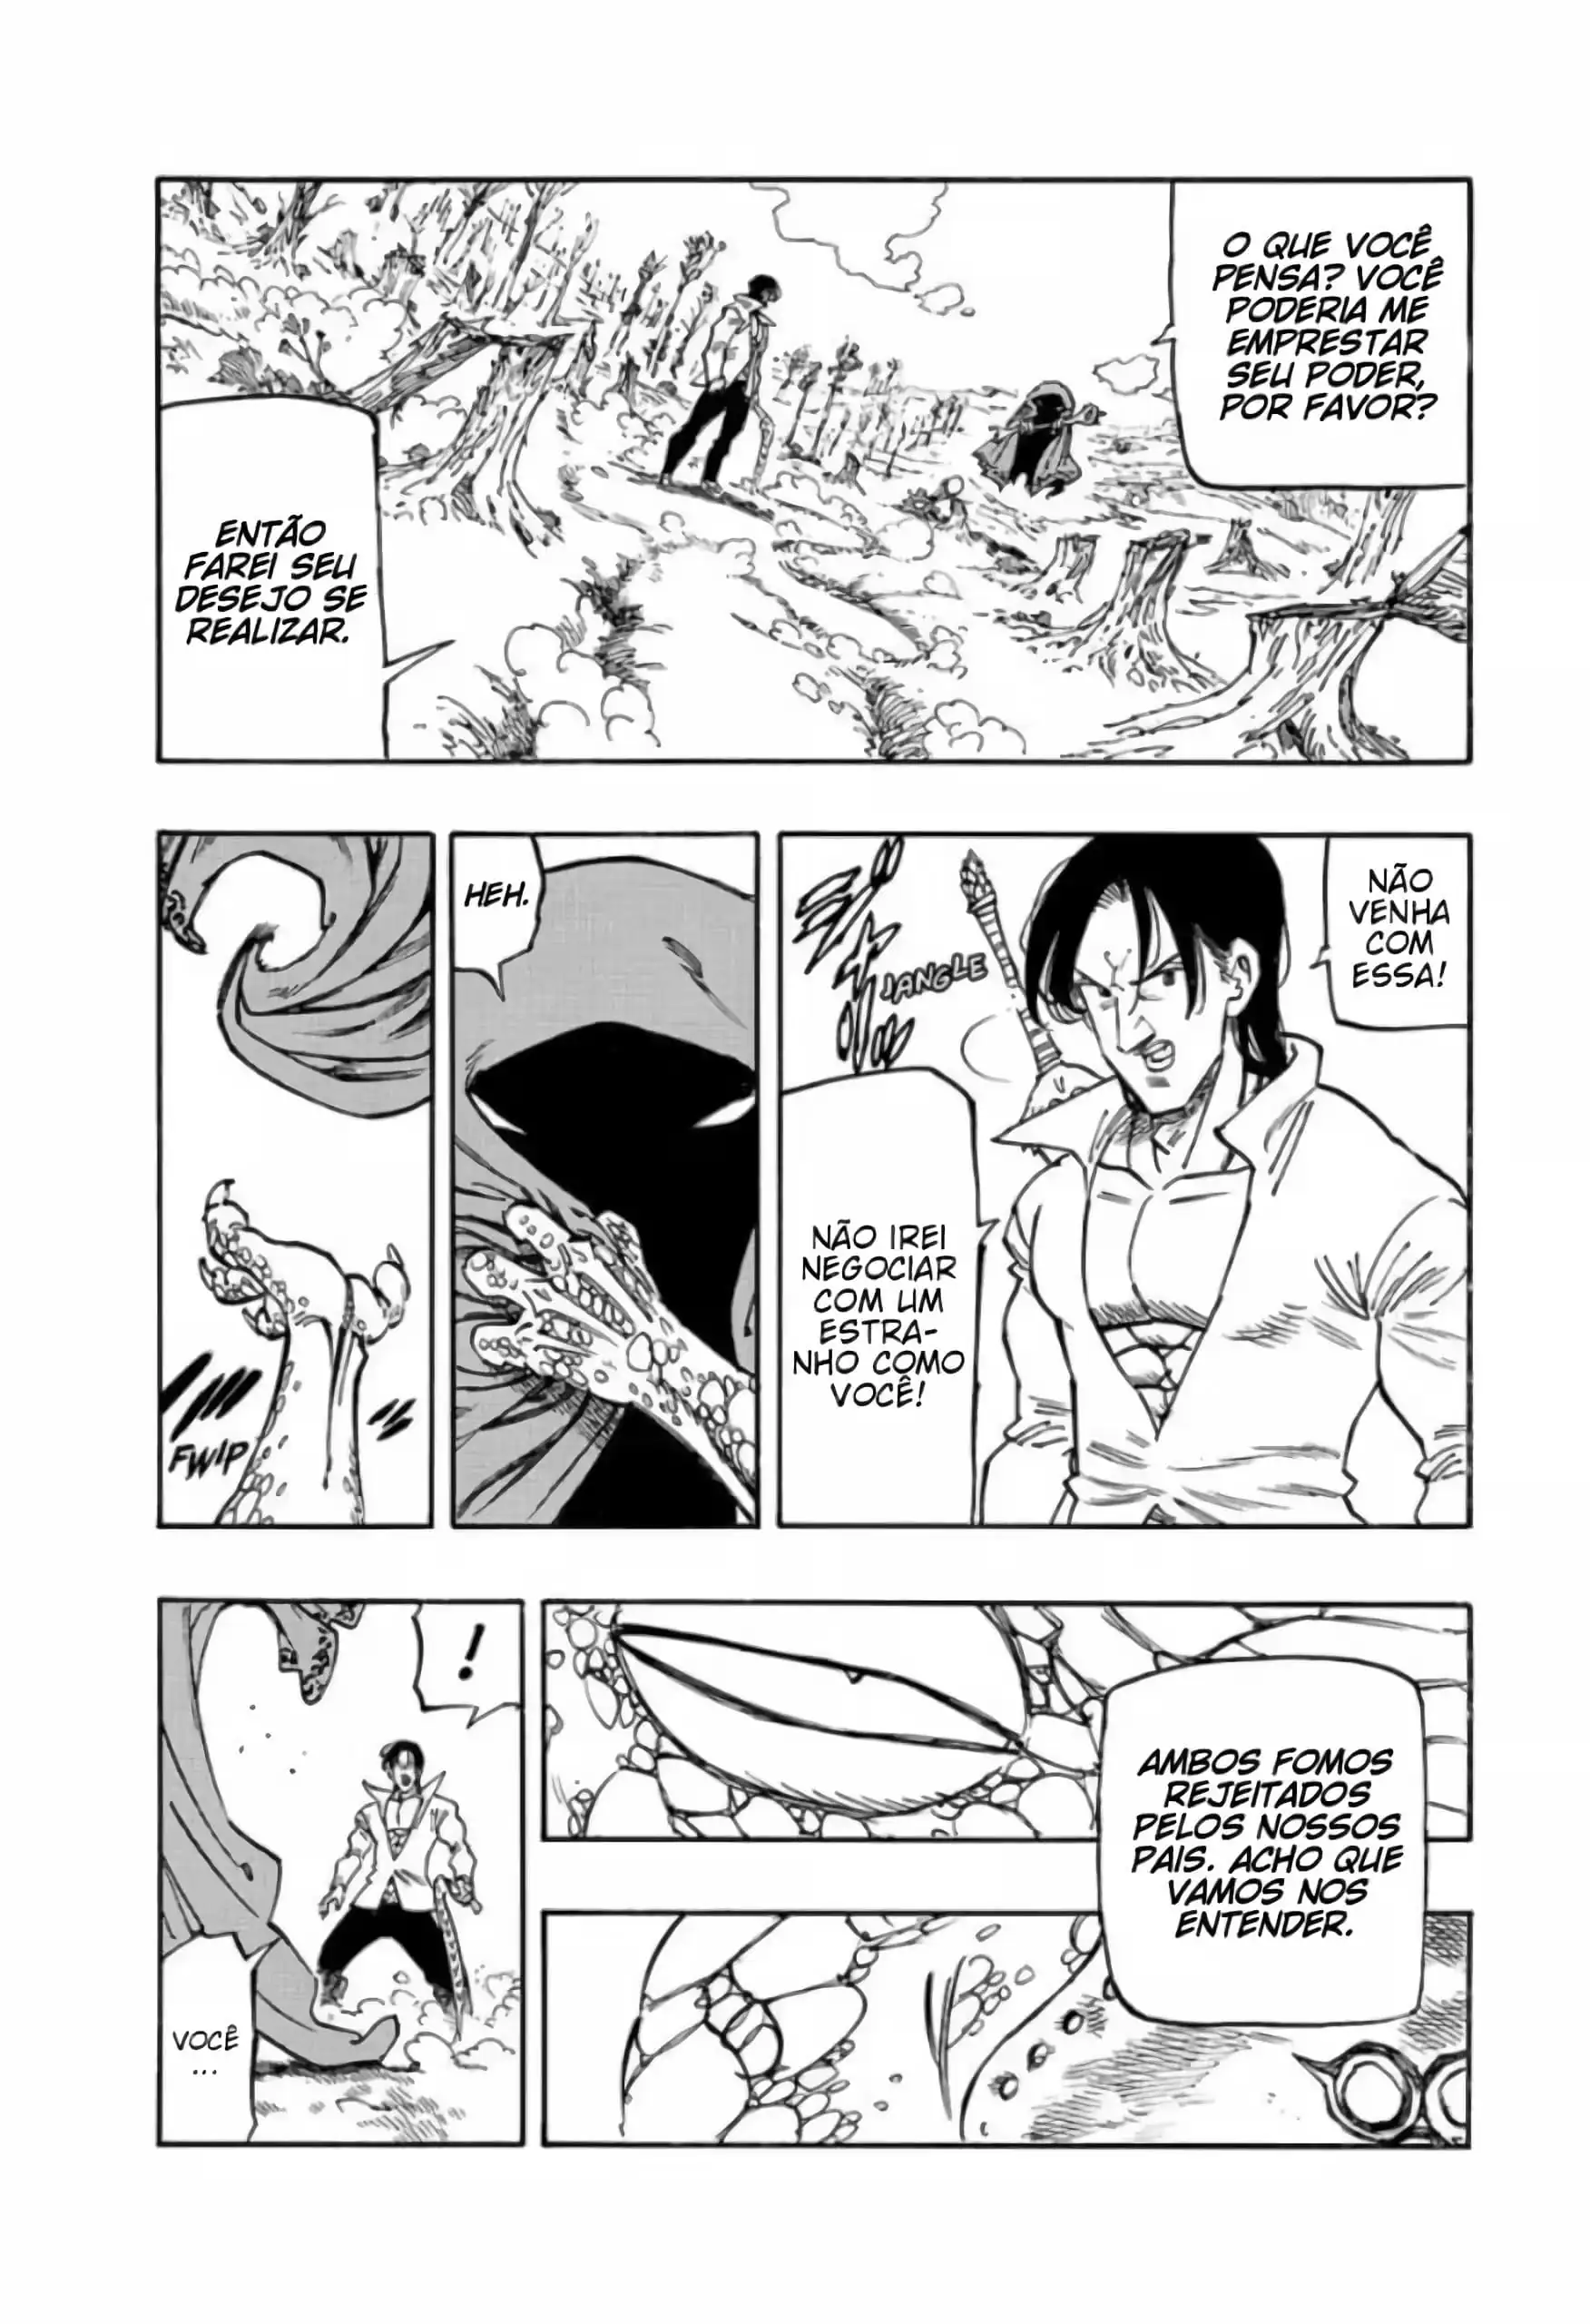 O QUE VOCÊ
PENSA? VOCÊ
PODERIA ME
EMPRESTAR
SEU PODER,
POR FAVOR?
ENTÃO
FAREI SEU
DESEJO SE
REALIZAR.
NÃO
VENHA
COM
ESSA!
JANGLE
NÃO IREI
NEGOCIAR
COM UM
ESTRA-
NHO COMO
VOCÊ!
HEH.
FWIP
AMBOS FOMOS
REJEITADOS
PELOS NOSSOS
PAIS. ACHO QUE
VAMOS NOS
ENTENDER.
!
VOCÊ
...